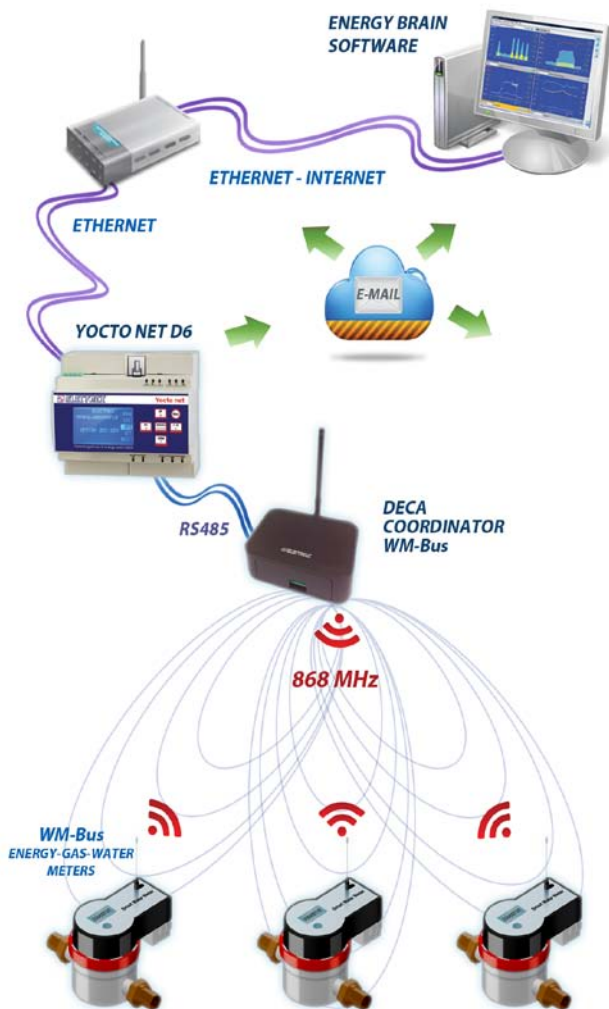 ENERGY BRAIN
SOFTWARE
ETHERNET - INTERNET
ETHERNET
E-MAIL
YOCTO NET D6
Yocto net
RS485
DECA
COORDINATOR
WM-Bus
868 MHz
WM-Bus
ENERGY-GAS-WATER
METERS